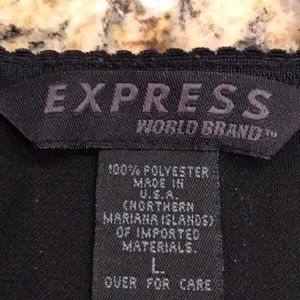 EXPRESS
WORLD BRAND™
100% POLYESTER
MADE IN
U.S.A.
(NORTHERN
MARIANA ISLANDS)
OF IMPORTED
MATERIALS.
L
OVER FOR CARE